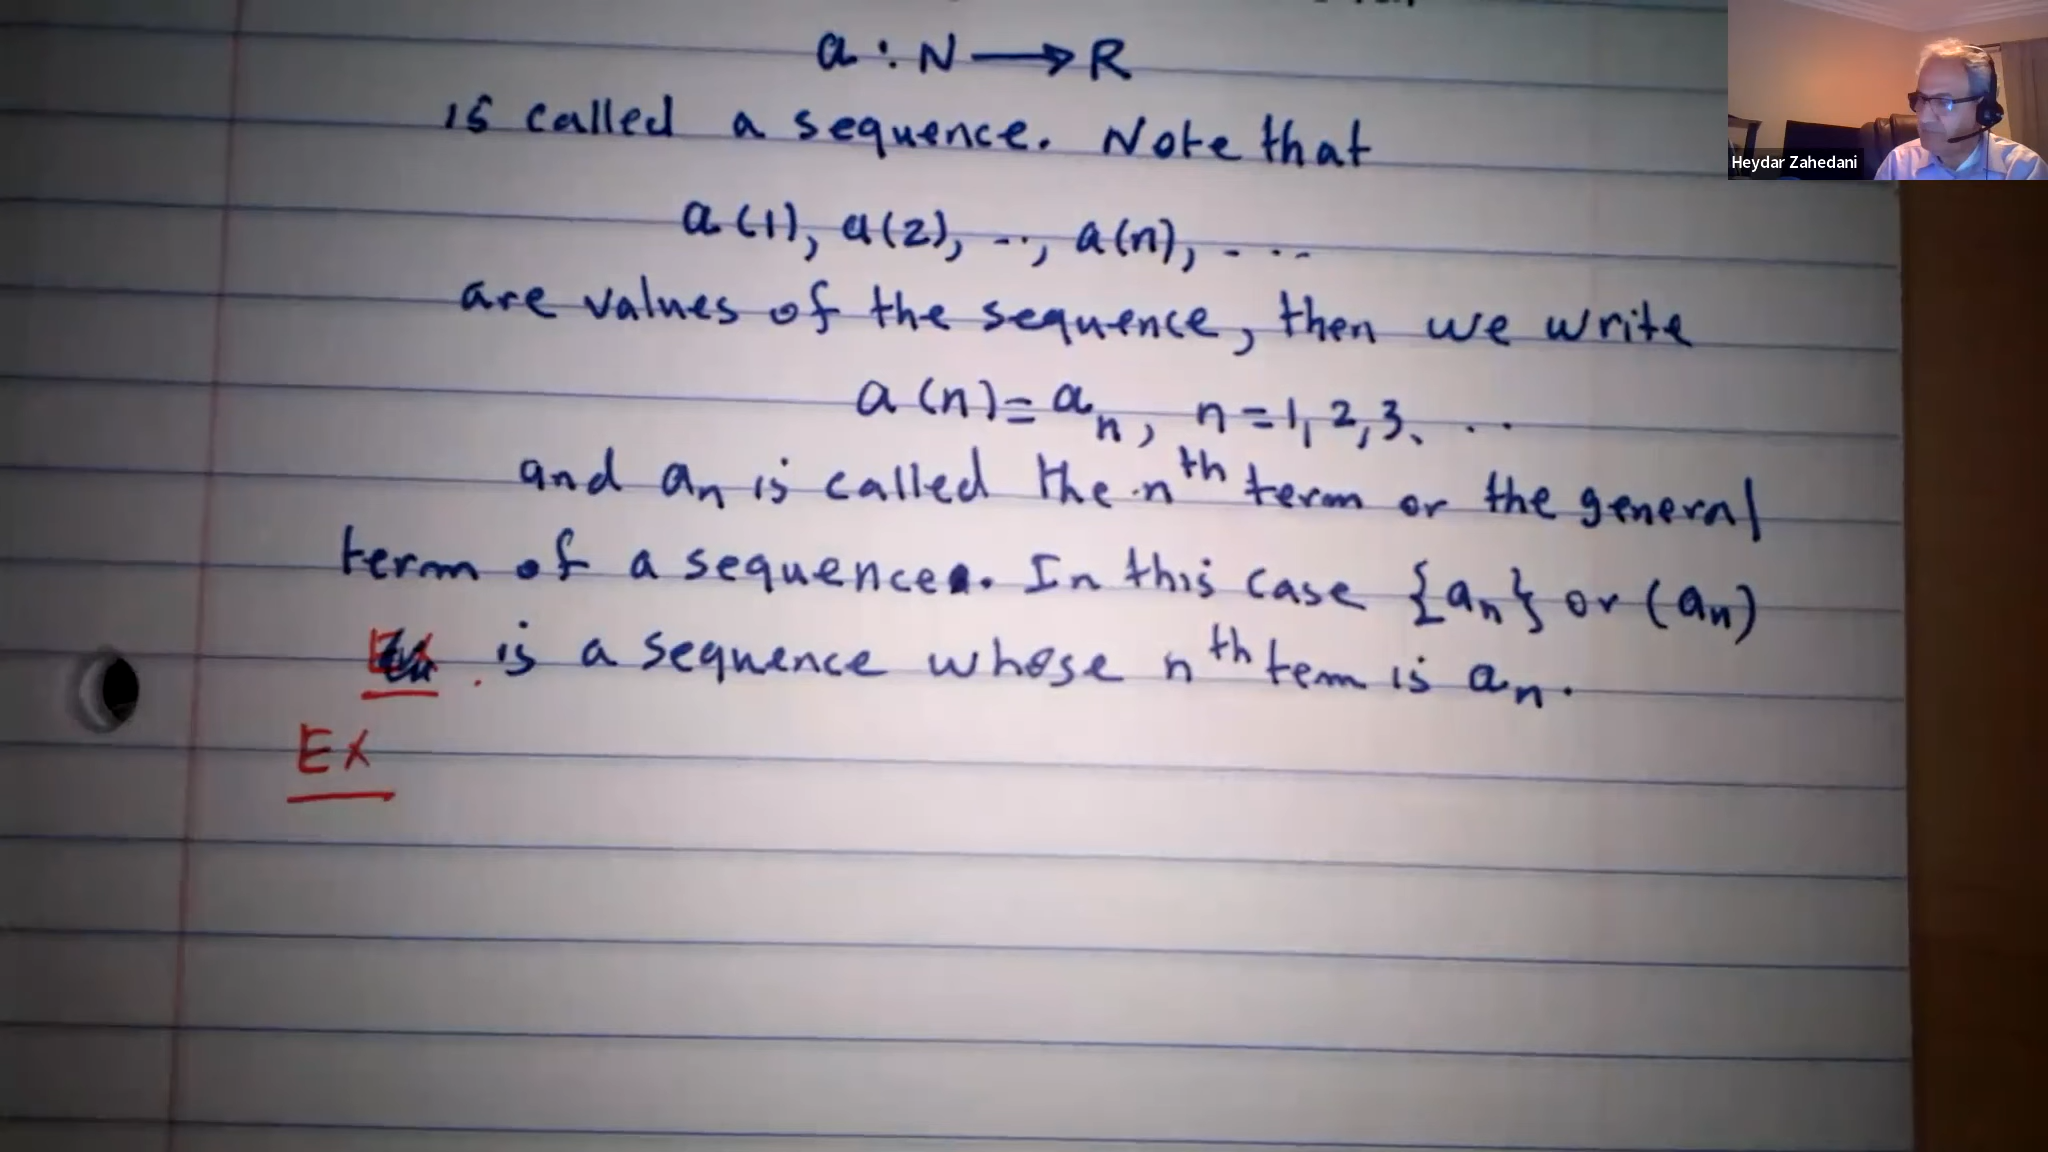 a : N ⟶ R
is called a sequence. Note that
Heydar Zahedani
a(1), a(2), .., a(n), ....
are values of the sequence, then we write
a(n) = aₙ, n = 1, 2, 3, ...
and aₙ is called the nᵗʰ term or the general
term of a sequence. In this case {aₙ} or (aₙ)
is a sequence whose nᵗʰ tem is aₙ.
EX